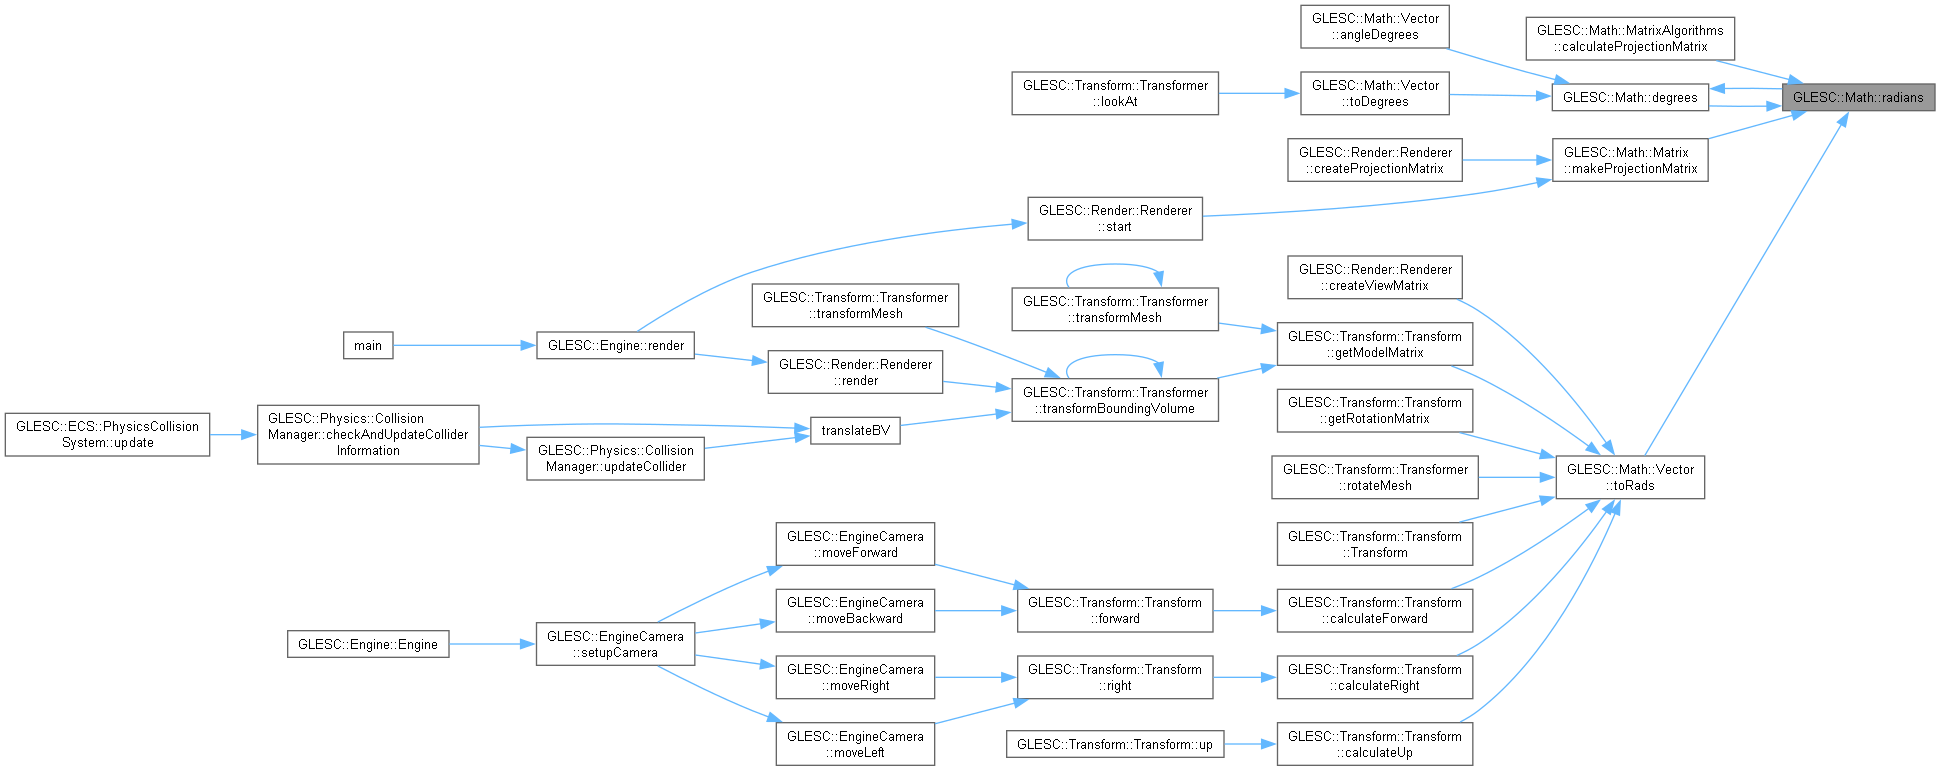 GLESC::Math::Vector
::angleDegrees
GLESC::Math::MatrixAlgorithms
::calculateProjectionMatrix
GLESC::Transform::Transformer
::lookAt
GLESC::Math::Vector
::toDegrees
GLESC::Math::degrees
GLESC::Math::radians
GLESC::Render::Renderer
::createProjectionMatrix
GLESC::Math::Matrix
::makeProjectionMatrix
GLESC::Render::Renderer
::start
GLESC::Render::Renderer
::createViewMatrix
GLESC::Transform::Transformer
::transformMesh
GLESC::Transform::Transformer
::transformMesh
main
GLESC::Engine::render
GLESC::Transform::Transform
::getModelMatrix
GLESC::Render::Renderer
::render
GLESC::Transform::Transformer
::transformBoundingVolume
GLESC::Transform::Transform
::getRotationMatrix
GLESC::ECS::PhysicsCollision
System::update
GLESC::Physics::Collision
Manager::checkAndUpdateCollider
Information
translateBV
GLESC::Physics::Collision
Manager::updateCollider
GLESC::Transform::Transformer
::rotateMesh
GLESC::Math::Vector
::toRads
GLESC::EngineCamera
::moveForward
GLESC::Transform::Transform
::Transform
GLESC::EngineCamera
::moveBackward
GLESC::Transform::Transform
::forward
GLESC::Transform::Transform
::calculateForward
GLESC::Engine::Engine
GLESC::EngineCamera
::setupCamera
GLESC::EngineCamera
::moveRight
GLESC::Transform::Transform
::right
GLESC::Transform::Transform
::calculateRight
GLESC::EngineCamera
::moveLeft
GLESC::Transform::Transform::up
GLESC::Transform::Transform
::calculateUp